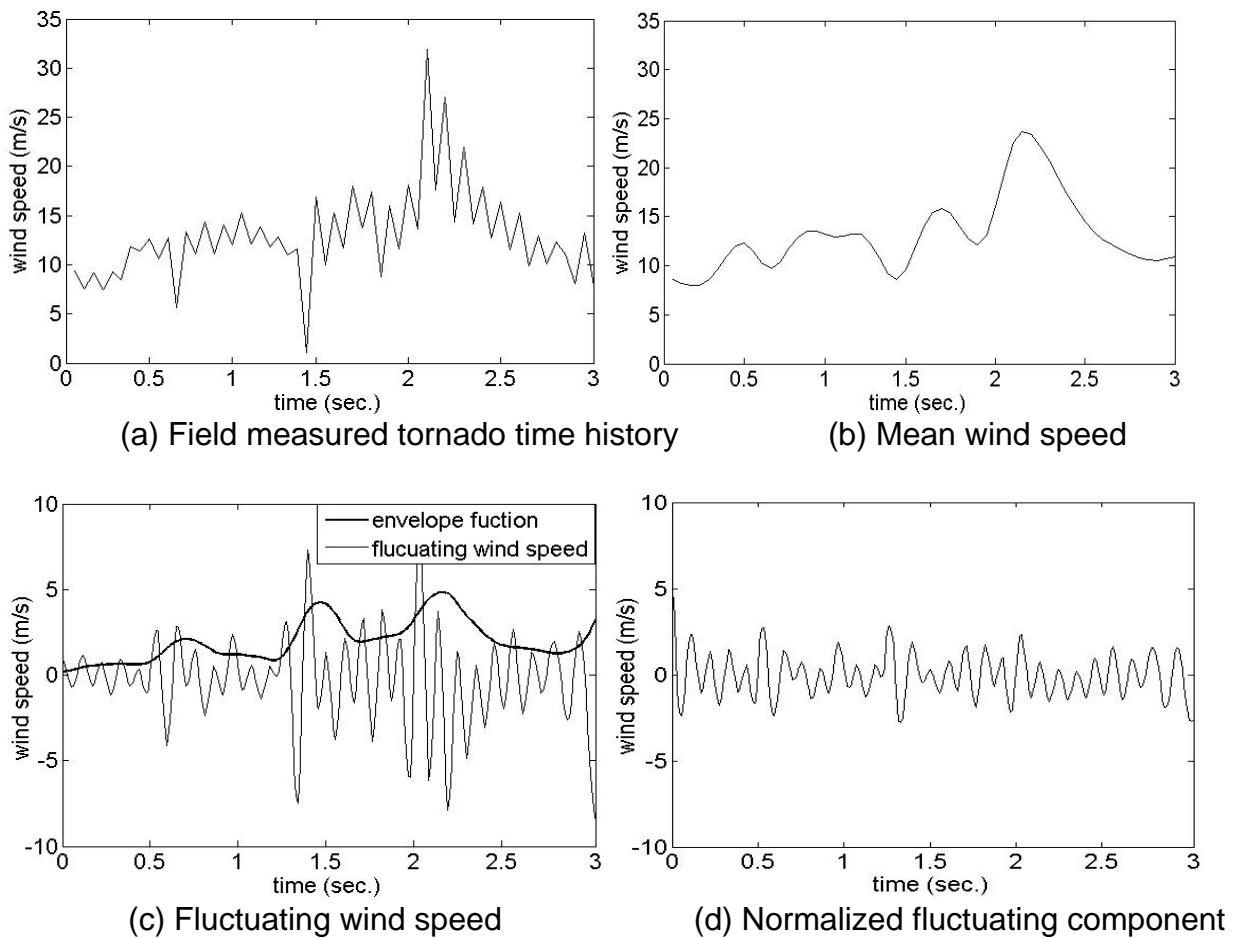 35
30
25
20
15
10
5
0
wind speed (m/s)
0 0.5 1 1.5 2 2.5 3
time (sec.)
(a) Field measured tornado time history
35
30
25
20
15
10
5
0
wind speed (m/s)
0 0.5 1 1.5 2 2.5 3
time (sec.)
(b) Mean wind speed
10
5
0
-5
-10
wind speed (m/s)
envelope fuction
flucuating wind speed
0 0.5 1 1.5 2 2.5 3
time (sec.)
(c) Fluctuating wind speed
10
5
0
-5
-10
wind speed (m/s)
0 0.5 1 1.5 2 2.5 3
time (sec.)
(d) Normalized fluctuating component